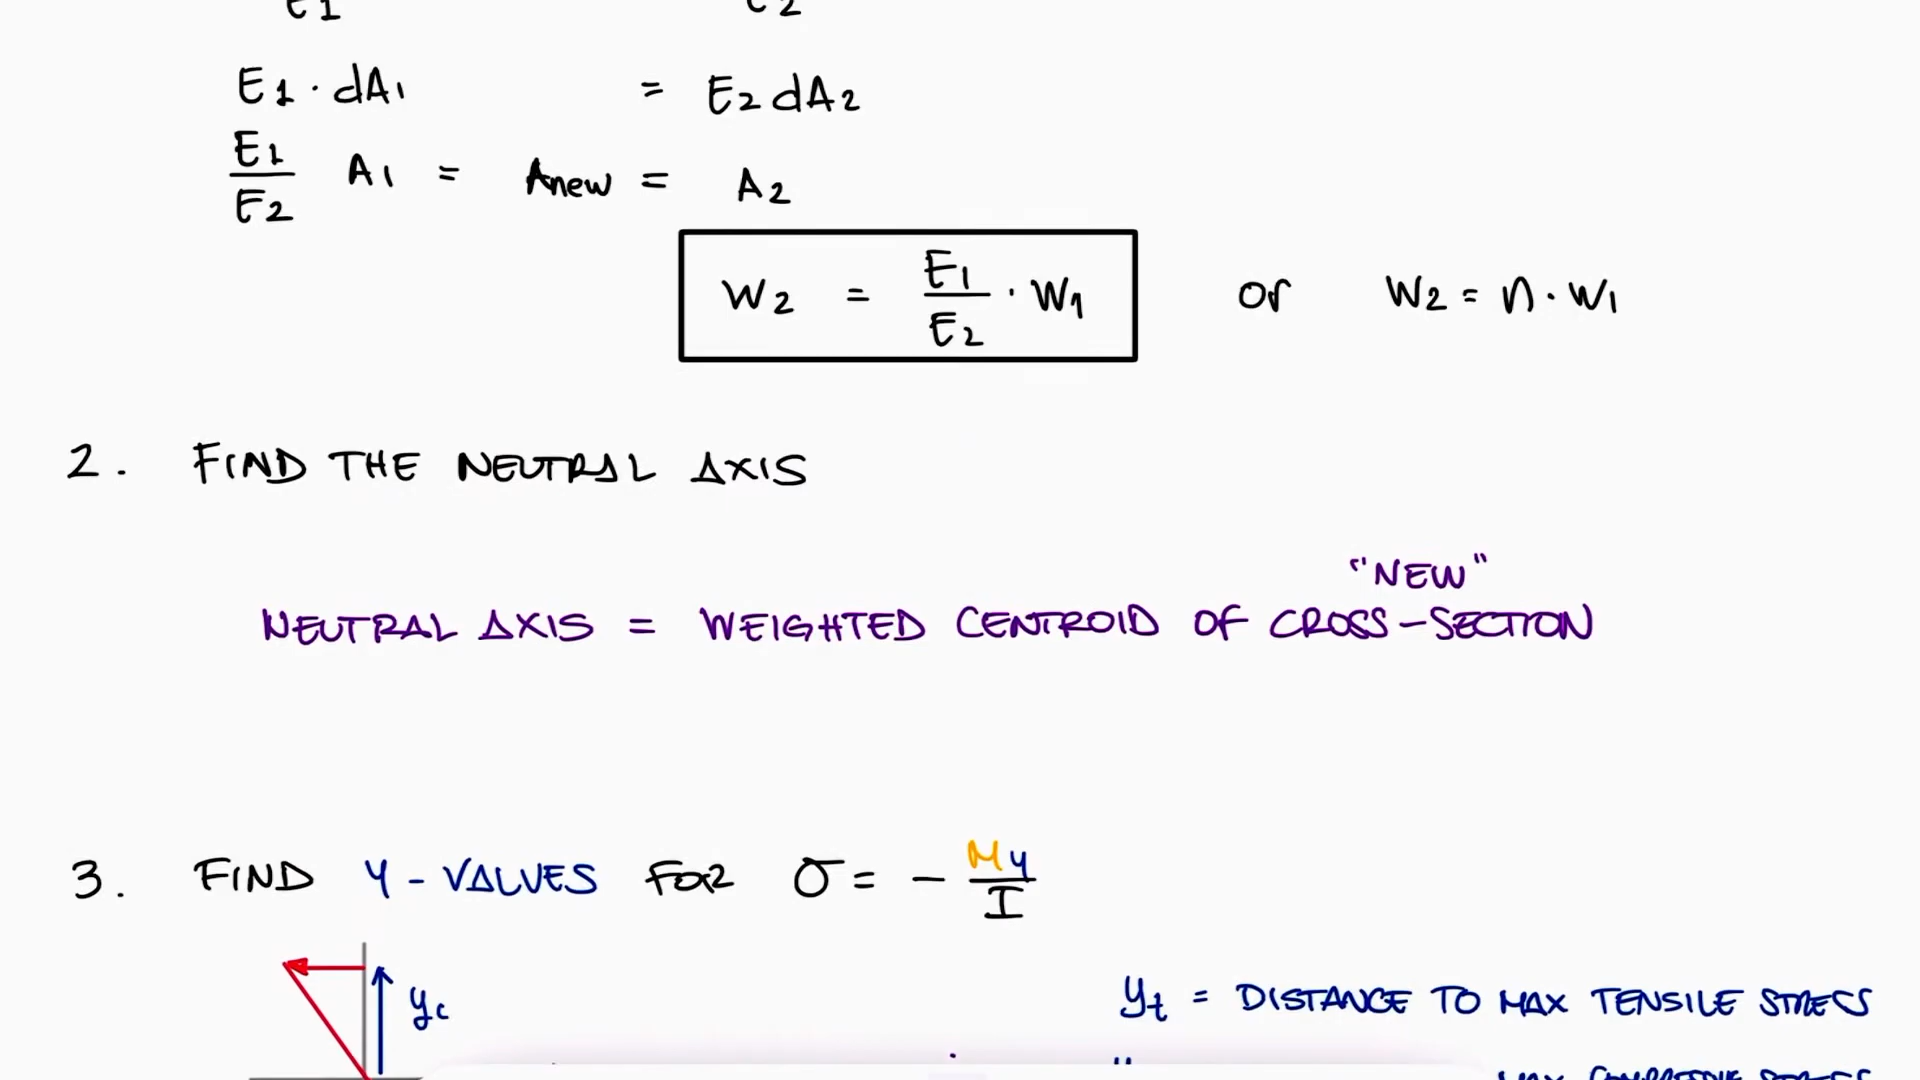 E1 · dA1 = E2 dA2
E1/E2 A1 = Anew = A2
W2 = E1/E2 · W1 or W2 = n · W1
2. FIND THE NEUTRAL AXIS
"NEW"
NEUTRAL AXIS = WEIGHTED CENTROID OF CROSS-SECTION
3. FIND Y-VALUES FOR σ = - My/I
yc
yt = DISTANCE TO MAX TENSILE STRESS